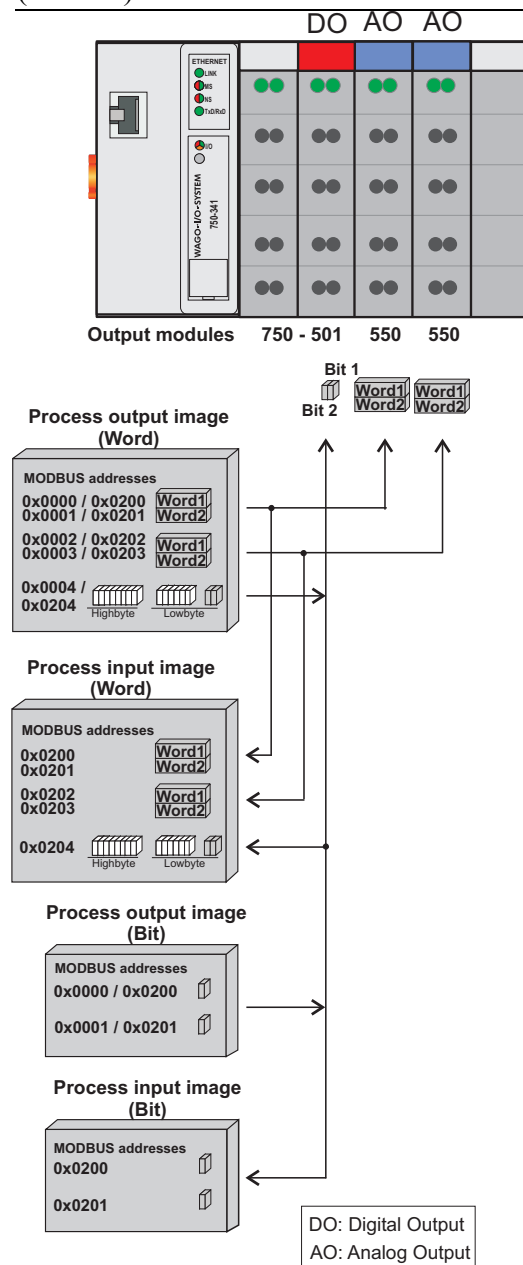 DO AO AO
ETHERNET
LINK
MS
NS
TxD/RxD
I/O
WAGO-I/O-SYSTEM
750-341
Output modules 750 - 501 550 550
Bit 1
Bit 2
Word1 Word1
Word2 Word2
Process output image
(Word)
MODBUS addresses
0x0000 / 0x0200 Word1
0x0001 / 0x0201 Word2
0x0002 / 0x0202 Word1
0x0003 / 0x0203 Word2
0x0004 /
0x0204
Highbyte Lowbyte
Process input image
(Word)
MODBUS addresses
0x0200 Word1
0x0201 Word2
0x0202 Word1
0x0203 Word2
0x0204
Highbyte Lowbyte
Process output image
(Bit)
MODBUS addresses
0x0000 / 0x0200
0x0001 / 0x0201
Process input image
(Bit)
MODBUS addresses
0x0200
0x0201
DO: Digital Output
AO: Analog Output